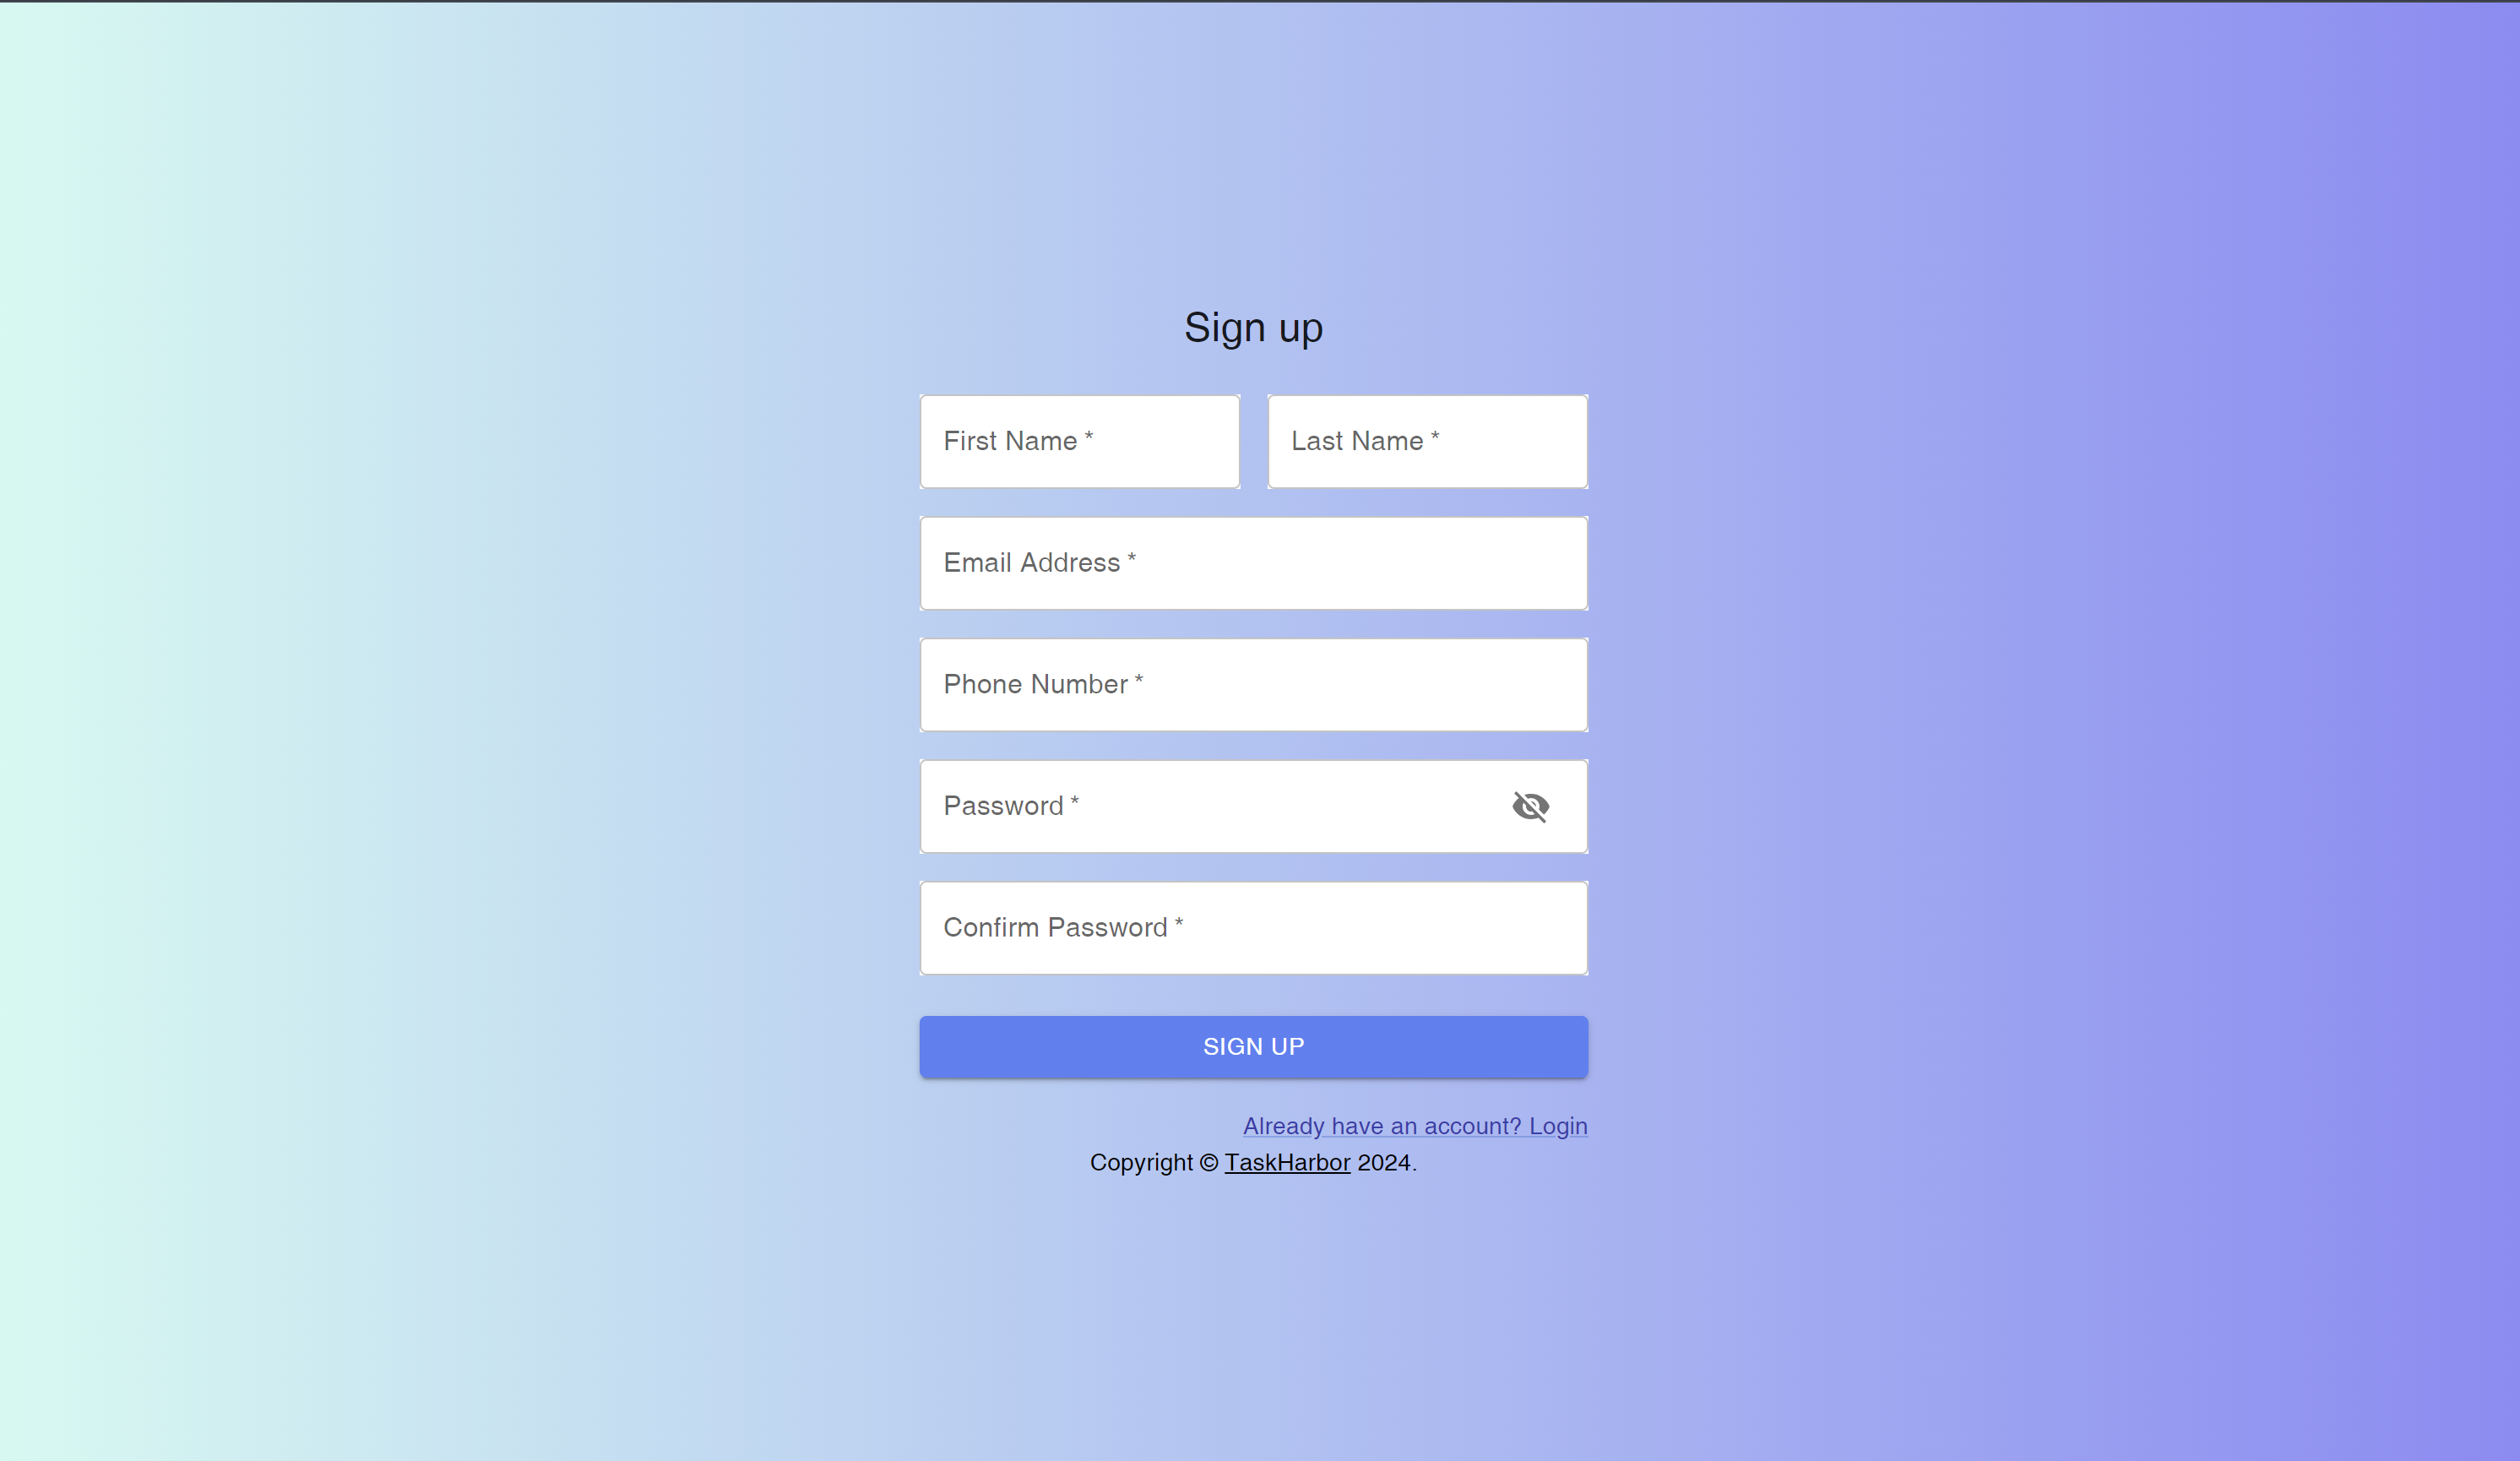 Sign up
First Name *
Last Name *
Email Address *
Phone Number *
Password *
Confirm Password *
SIGN UP
Already have an account? Login
Copyright © TaskHarbor 2024.